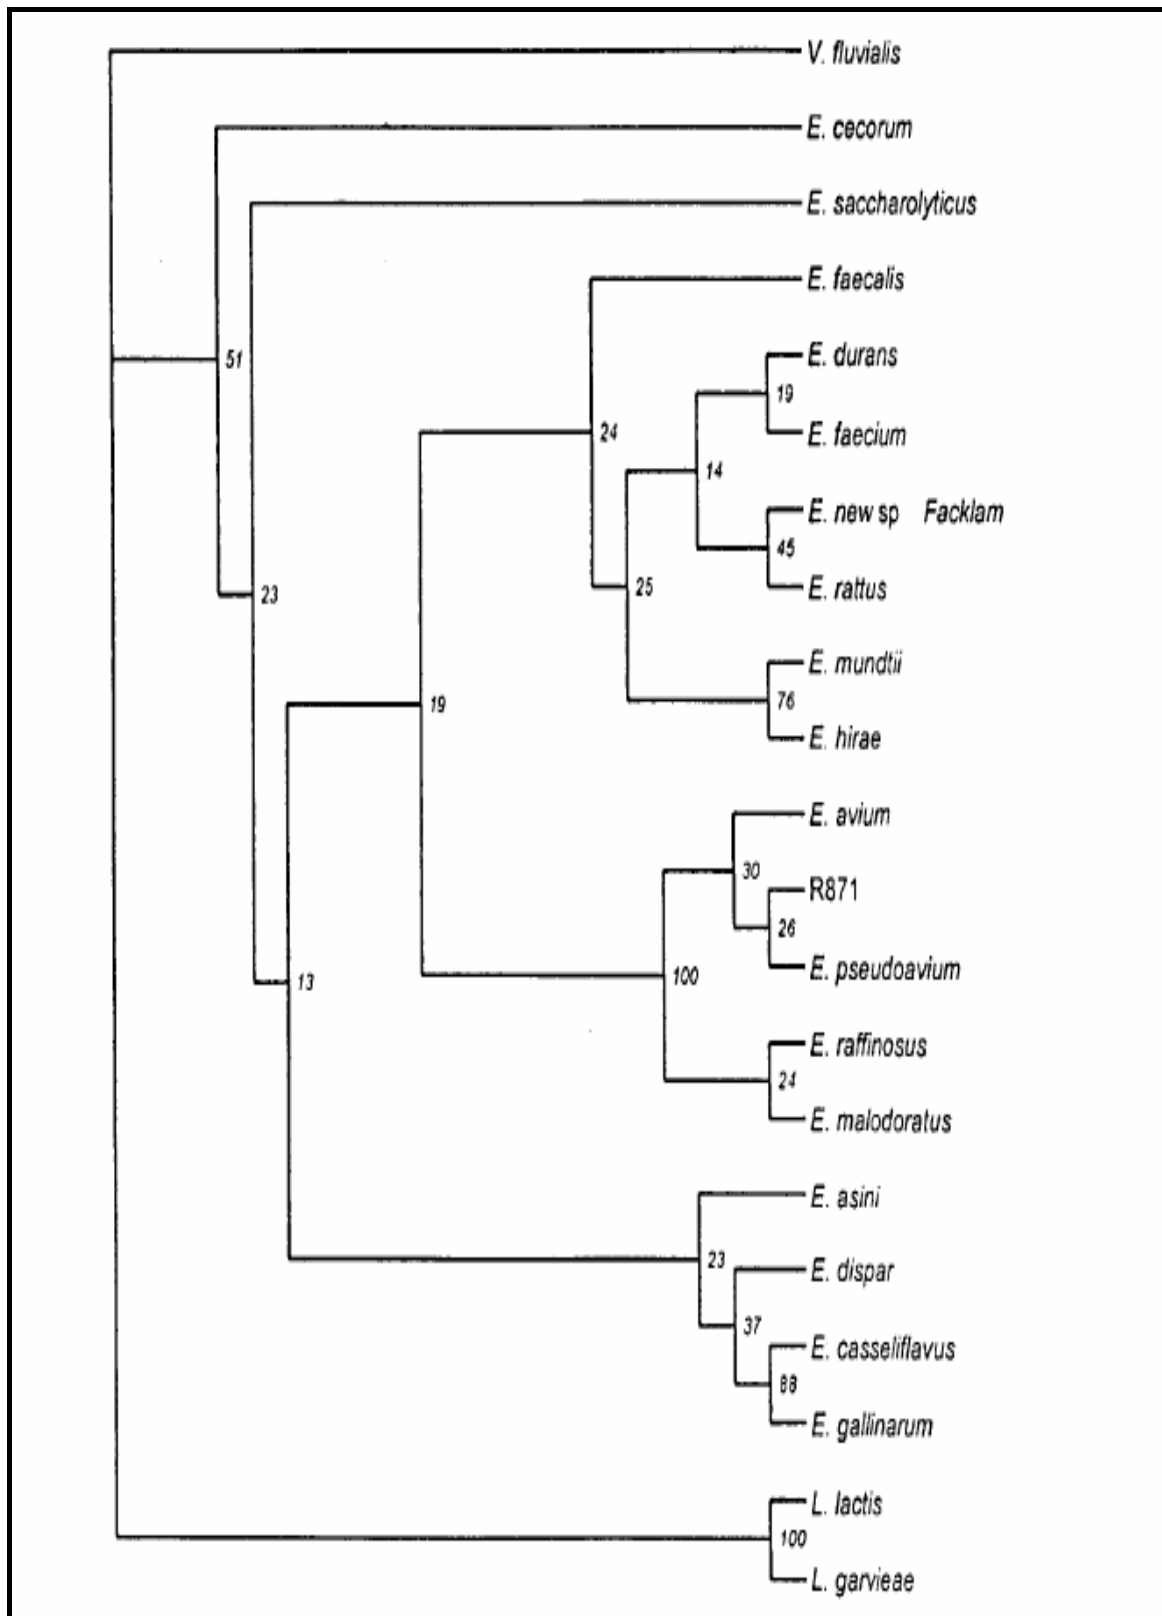 V. fluvialis
E. cecorum
E. saccharolyticus
E. faecalis
E. durans
51
19
24
E. faecium
14
E. new sp Facklam
45
25
E. rattus
23
E. mundtii
76
19
E. hirae
E. avium
30
R871
26
E. pseudoavium
100
13
E. raffinosus
24
E. malodoratus
E. asini
23
E. dispar
37
E. casseliflavus
88
E. gallinarum
L. lactis
100
L. garvieae